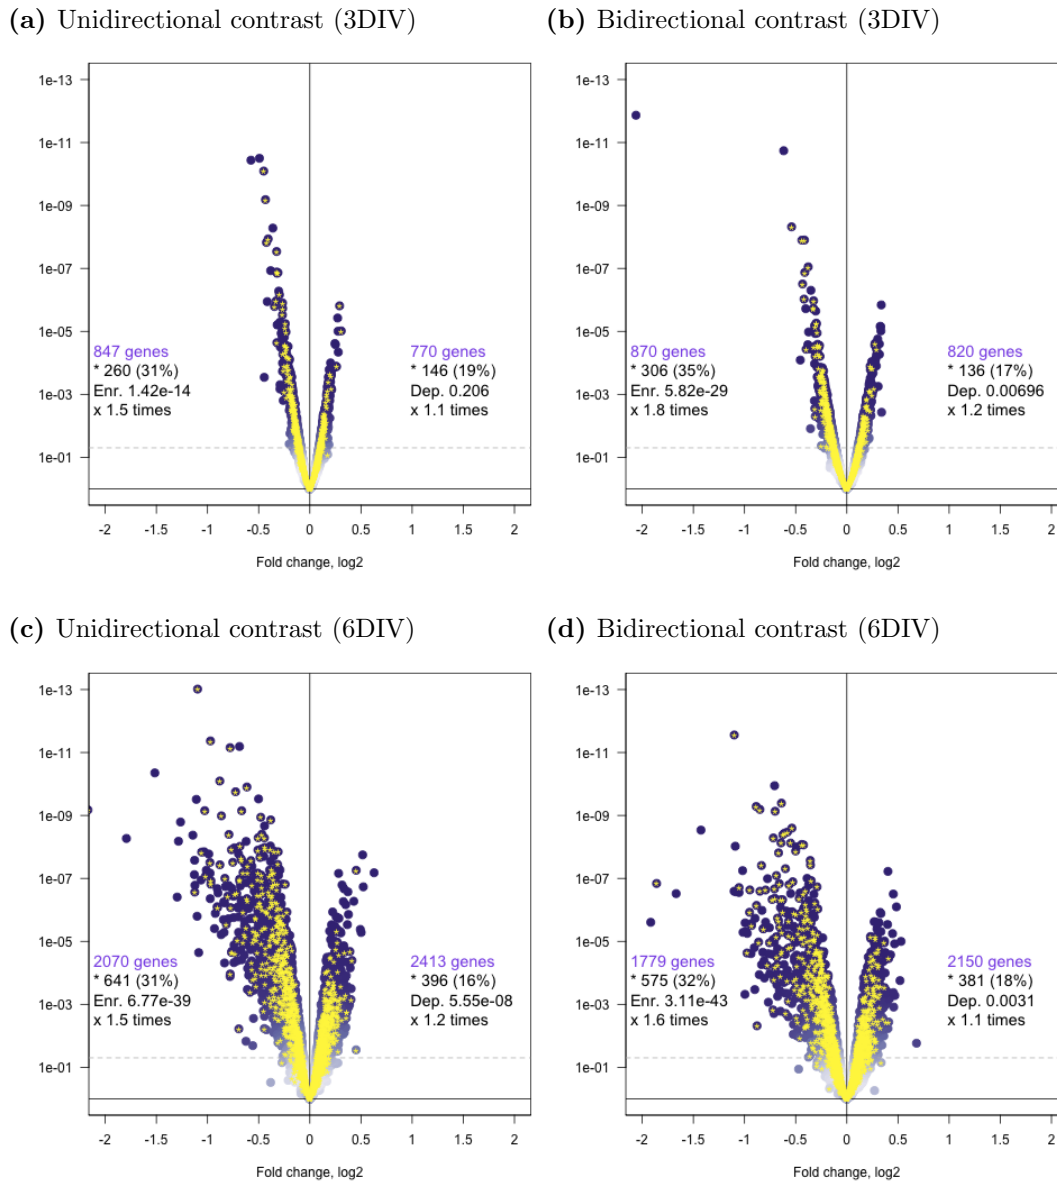 (a) Unidirectional contrast (3DIV)
1e-13
1e-11
1e-09
1e-07
1e-05
1e-03
1e-01
847 genes
* 260 (31%)
Enr. 1.42e-14
x 1.5 times
770 genes
* 146 (19%)
Dep. 0.206
x 1.1 times
-2 -1.5 -1 -0.5 0 0.5 1 1.5 2
Fold change, log2
(b) Bidirectional contrast (3DIV)
1e-13
1e-11
1e-09
1e-07
1e-05
1e-03
1e-01
870 genes
* 306 (35%)
Enr. 5.82e-29
x 1.8 times
820 genes
* 136 (17%)
Dep. 0.00696
x 1.2 times
-2 -1.5 -1 -0.5 0 0.5 1 1.5 2
Fold change, log2
(c) Unidirectional contrast (6DIV)
1e-13
1e-11
1e-09
1e-07
1e-05
1e-03
1e-01
2070 genes
* 641 (31%)
Enr. 6.77e-39
x 1.5 times
2413 genes
* 396 (16%)
Dep. 5.55e-08
x 1.2 times
-2 -1.5 -1 -0.5 0 0.5 1 1.5 2
Fold change, log2
(d) Bidirectional contrast (6DIV)
1e-13
1e-11
1e-09
1e-07
1e-05
1e-03
1e-01
1779 genes
* 575 (32%)
Enr. 3.11e-43
x 1.6 times
2150 genes
* 381 (18%)
Dep. 0.0031
x 1.1 times
-2 -1.5 -1 -0.5 0 0.5 1 1.5 2
Fold change, log2